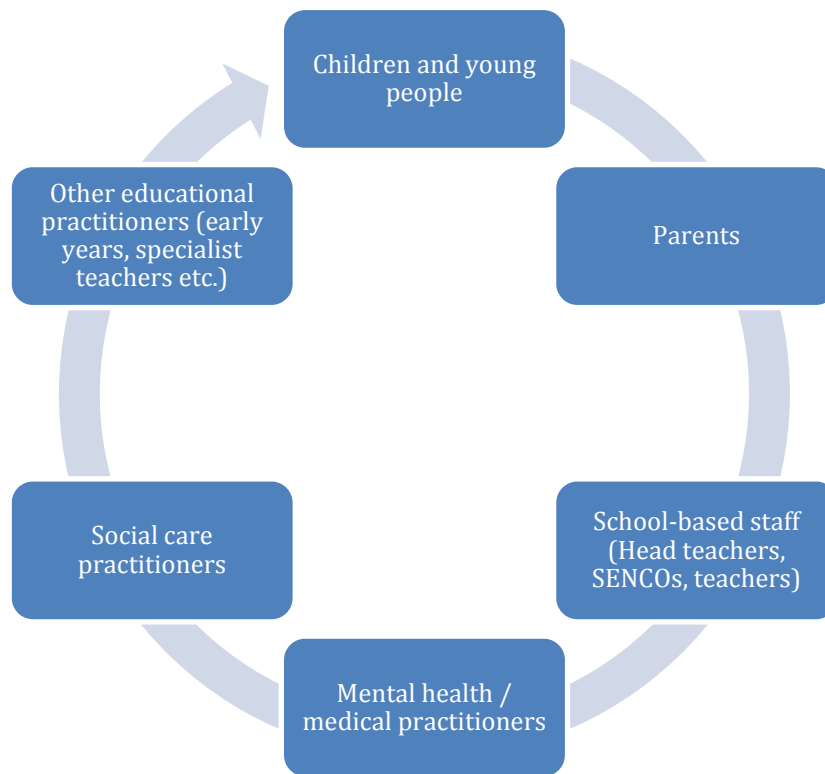 Children and young
people
Parents
School-based staff
(Head teachers,
SENCOs, teachers)
Mental health /
medical practitioners
Social care
practitioners
Other educational
practitioners (early
years, specialist
teachers etc.)